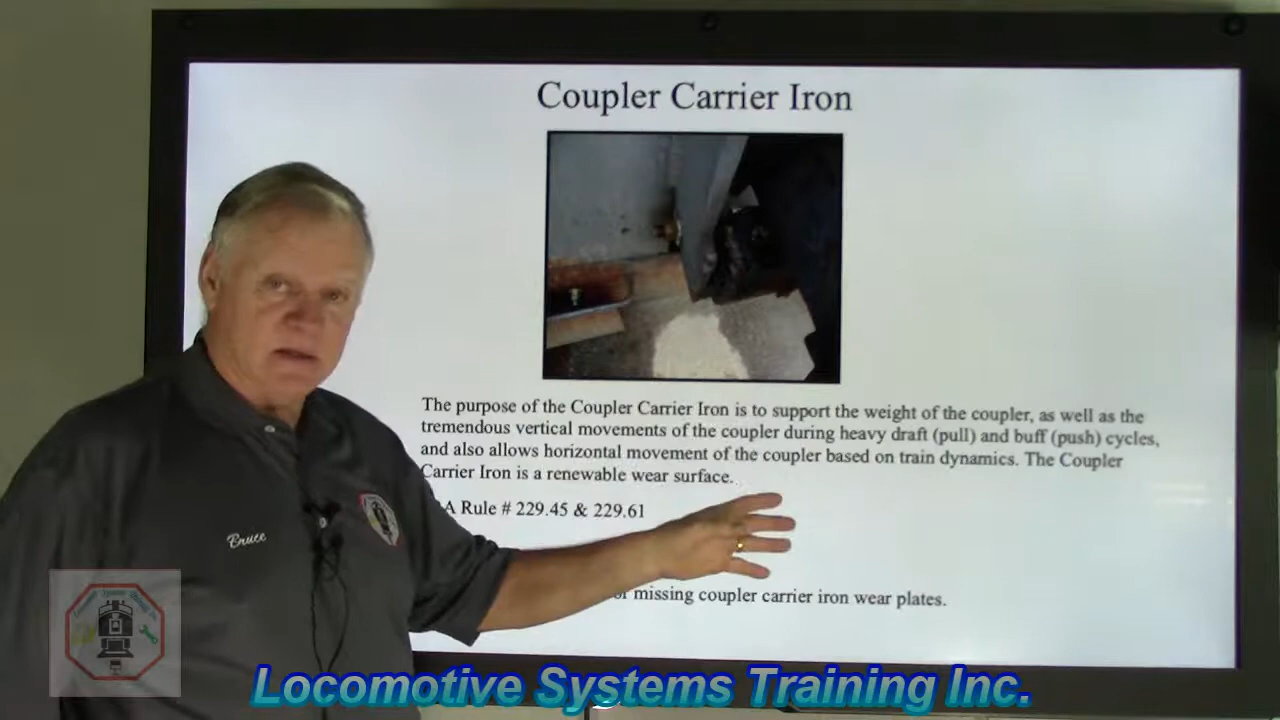 Coupler Carrier Iron
The purpose of the Coupler Carrier Iron is to support the weight of the coupler, as well as the
tremendous vertical movements of the coupler during heavy draft (pull) and buff (push) cycles,
and also allows horizontal movement of the coupler based on train dynamics. The Coupler
Carrier Iron is a renewable wear surface.
Rule # 229.45 & 229.61
or missing coupler carrier iron wear plates.
Bruce
Locomotive Systems Training Inc.